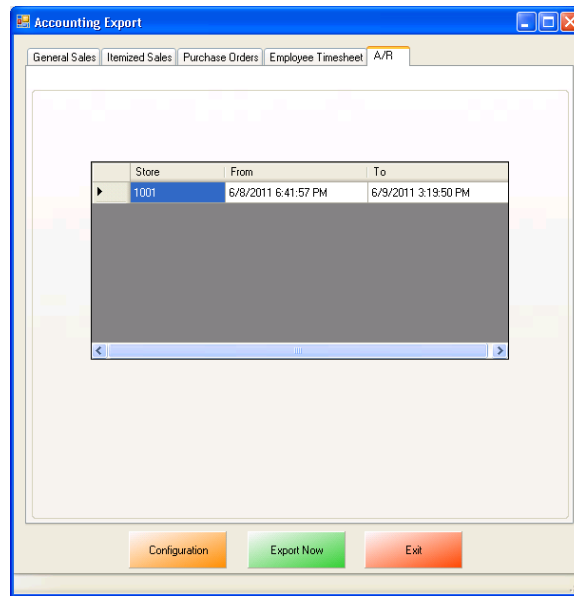 Accounting Export
General Sales Itemized Sales Purchase Orders Employee Timesheet A/R
Store From To
1001 6/8/2011 6:41:57 PM 6/9/2011 3:19:50 PM
Configuration Export Now Exit